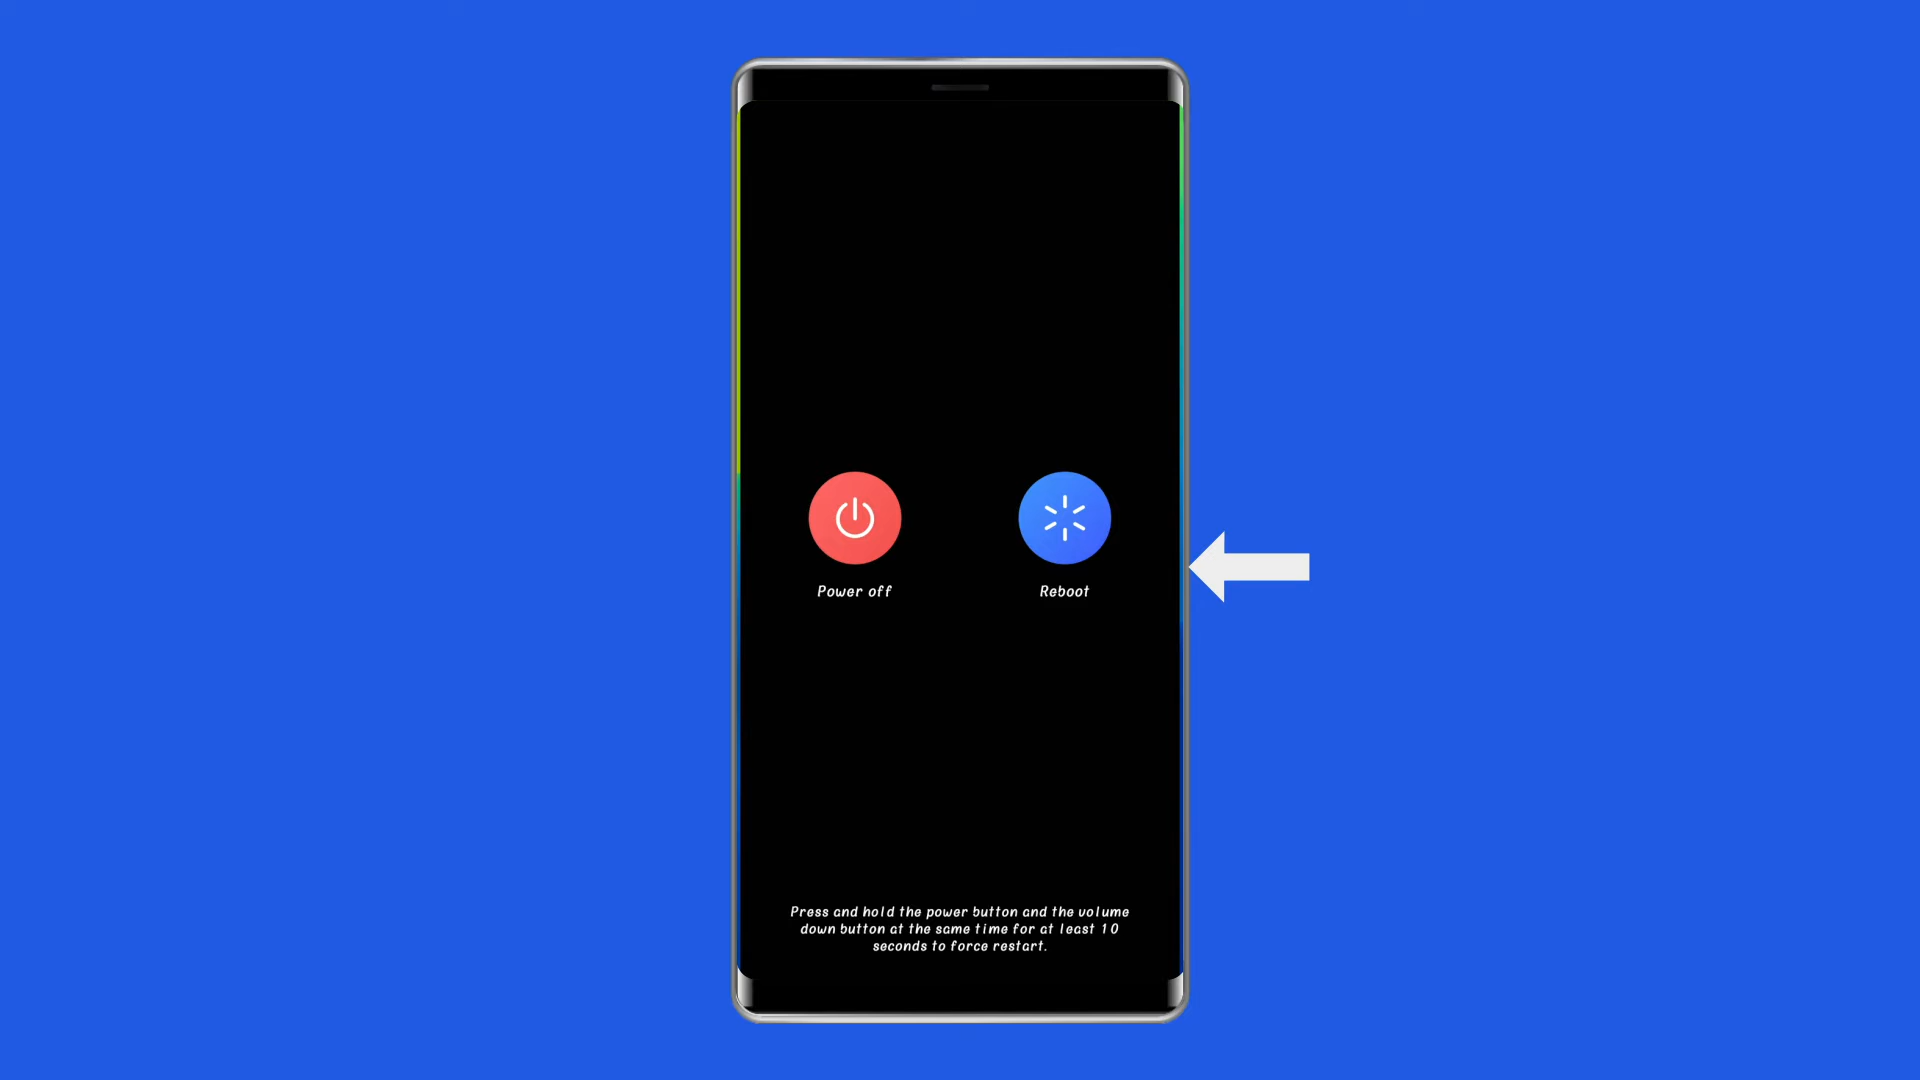 Power off
Reboot
Press and hold the power button and the volume
down button at the same time for at least 10
seconds to force restart.